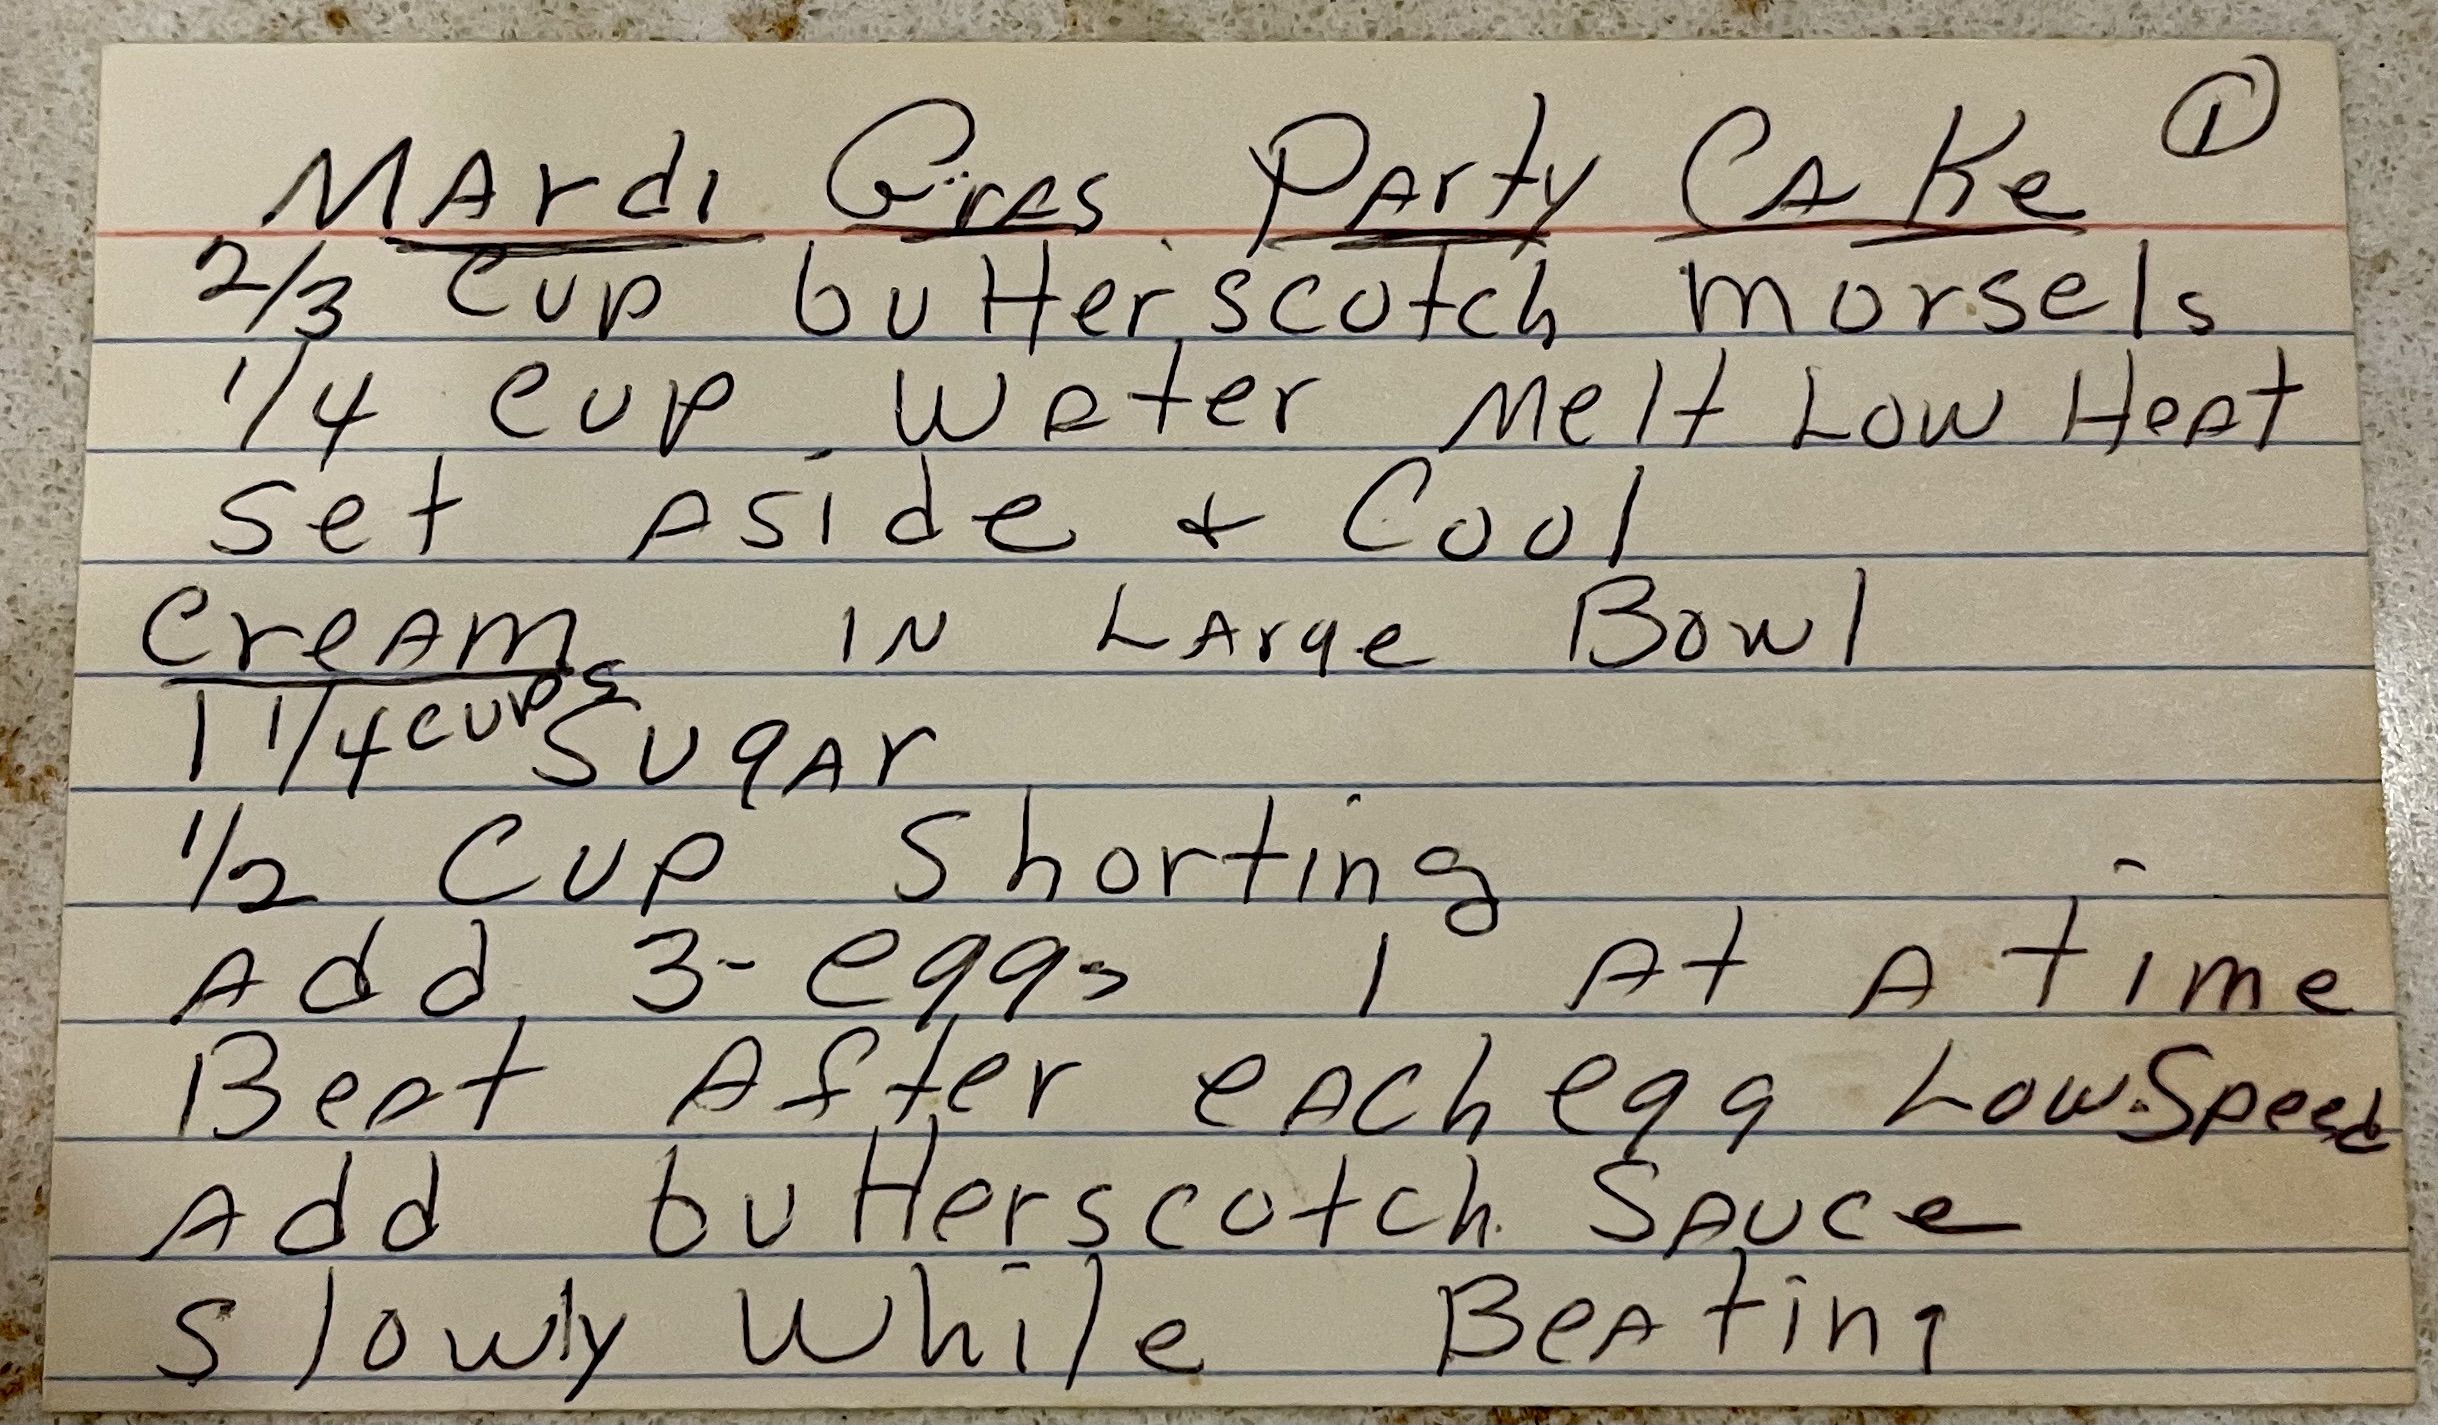 Mardi Gras Party Cake ①
2/3 cup butterscotch morsels
1/4 cup water Melt Low Heat
set aside & Cool
Cream in Large Bowl
1 1/4 cups Sugar
1/2 Cup Shorting
Add 3-eggs 1 At A time
Beat After each egg Low Speed
Add butterscotch Sauce
slowly while Beating